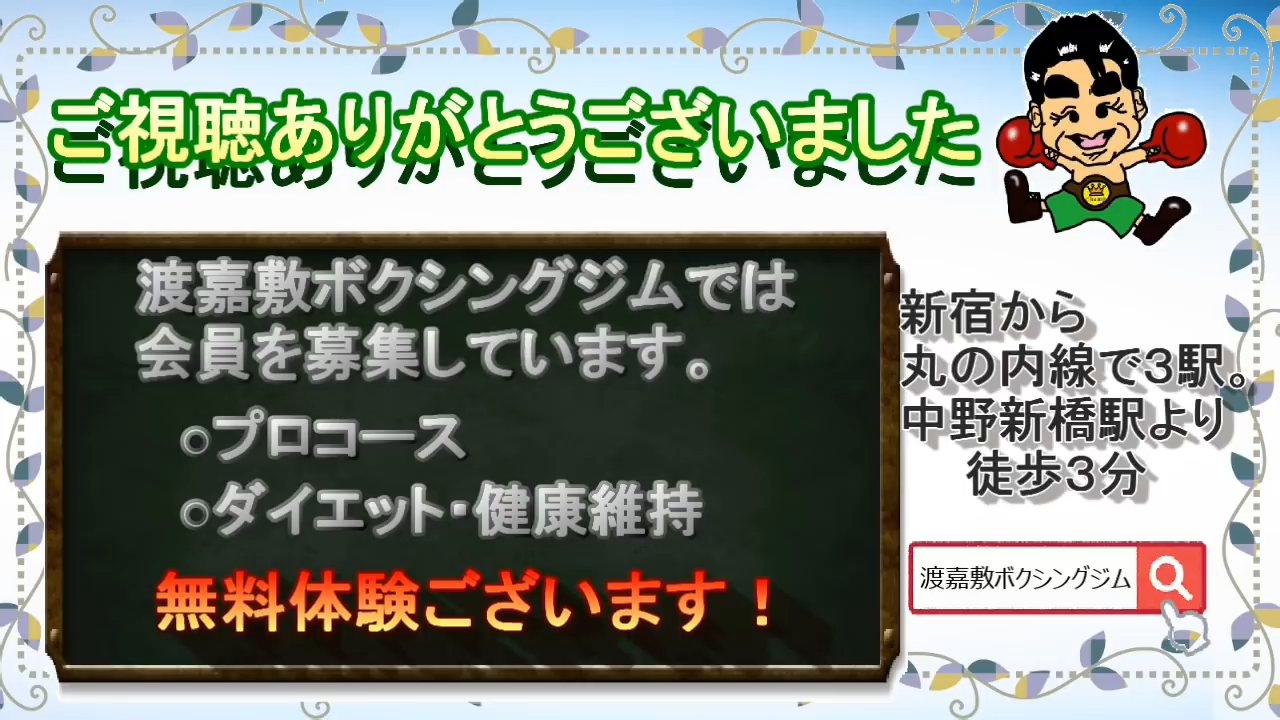 ご視聴ありがとうございました
渡嘉敷ボクシングジムでは
会員を募集しています。
○プロコース
○ダイエット・健康維持
無料体験ございます！
新宿から
丸の内線で３駅。
中野新橋駅より
徒歩３分
渡嘉敷ボクシングジム